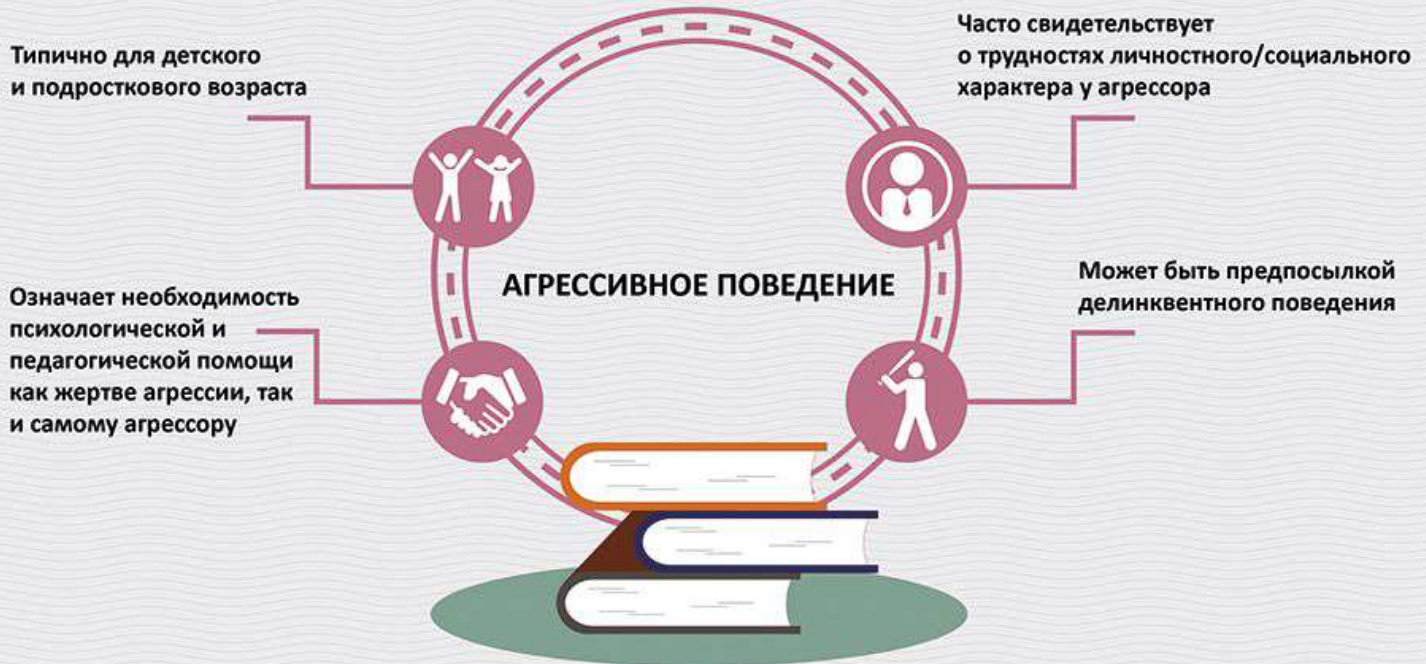 Типично для детского
и подросткового возраста
Часто свидетельствует
о трудностях личностного/социального
характера у агрессора
АГРЕССИВНОЕ ПОВЕДЕНИЕ
Означает необходимость
психологической и
педагогической помощи
как жертве агрессии, так
и самому агрессору
Может быть предпосылкой
делинквентного поведения